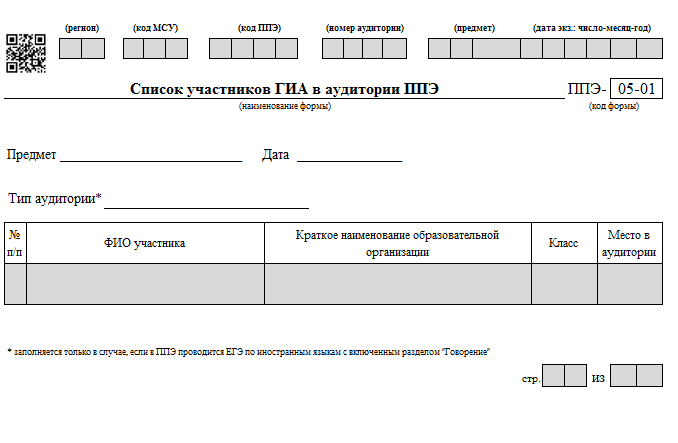 (регион) (код МСУ) (код ППЭ) (номер аудитории) (предмет) (дата экз.: число-месяц-год)
Список участников ГИА в аудитории ППЭ ППЭ- 05-01
(наименование формы) (код формы)
Предмет Дата
Тип аудитории*
№ п/п ФИО участника Краткое наименование образовательной организации Класс Место в аудитории
* заполняется только в случае, если в ППЭ проводится ЕГЭ по иностранным языкам с включенным разделом "Говорение"
стр. из